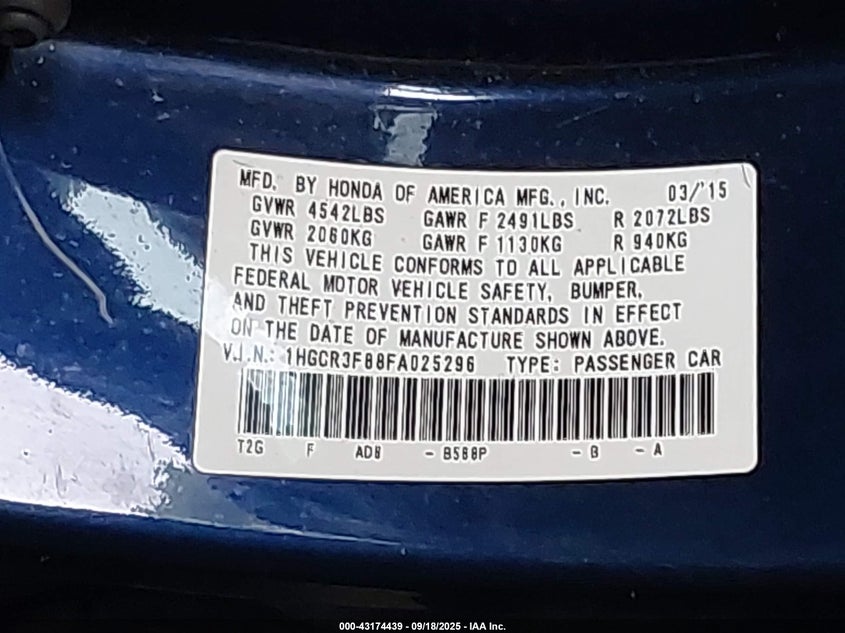 MFD. BY HONDA OF AMERICA MFG., INC. 03/'15
GVWR 4542LBS GAWR F 2491LBS R 2072LBS
GVWR 2060KG GAWR F 1130KG R 940KG
THIS VEHICLE CONFORMS TO ALL APPLICABLE
FEDERAL MOTOR VEHICLE SAFETY, BUMPER,
AND THEFT PREVENTION STANDARDS IN EFFECT
ON THE DATE OF MANUFACTURE SHOWN ABOVE.
V.I.N.: 1HGCR3F88FA025296 TYPE: PASSENGER CAR
T2G F AD8 - B588P - B - A
000-43174439 - 09/18/2025 - IAA Inc.